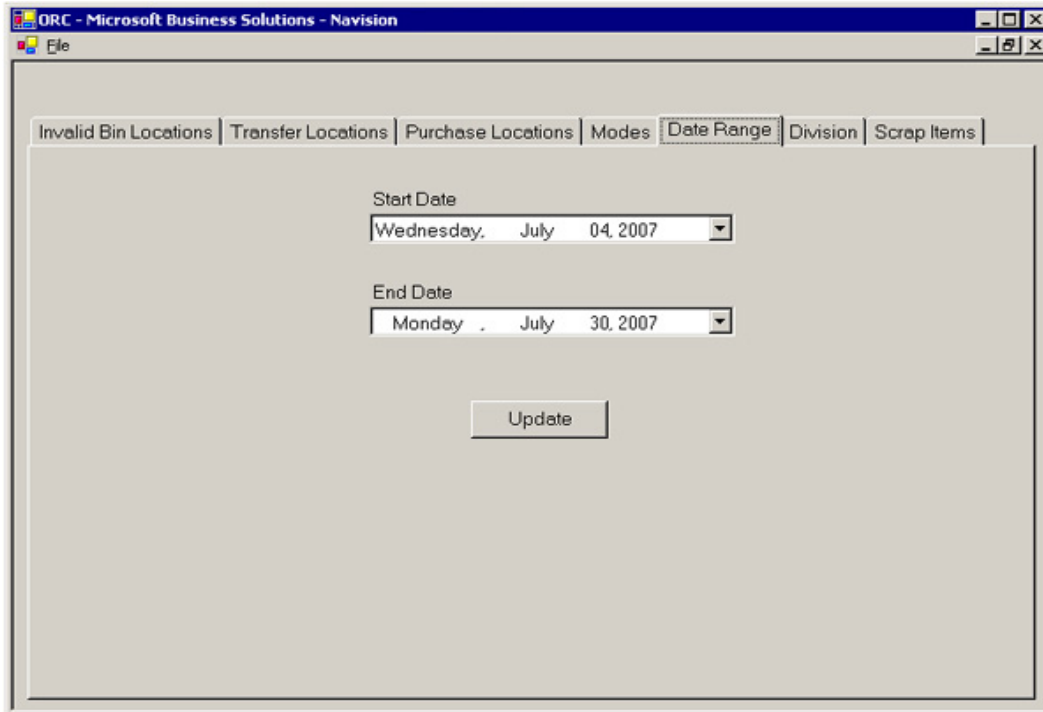 ORC - Microsoft Business Solutions - Navision
File
Invalid Bin Locations Transfer Locations Purchase Locations Modes Date Range Division Scrap Items
Start Date
Wednesday, July 04, 2007
End Date
Monday , July 30, 2007
Update